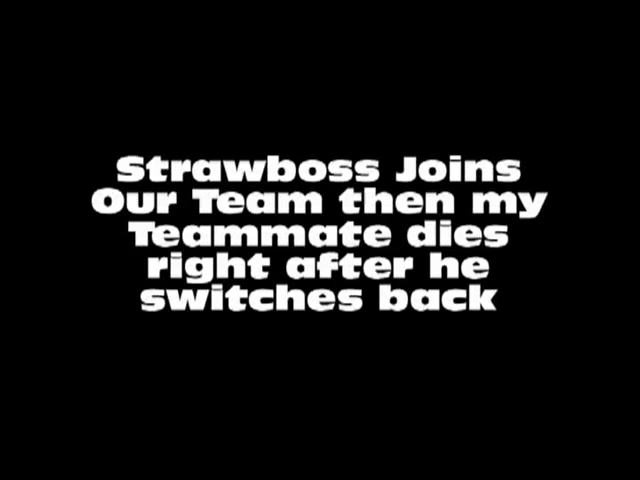 Strawboss Joins
Our Team then my
Teammate dies
right after he
switches back